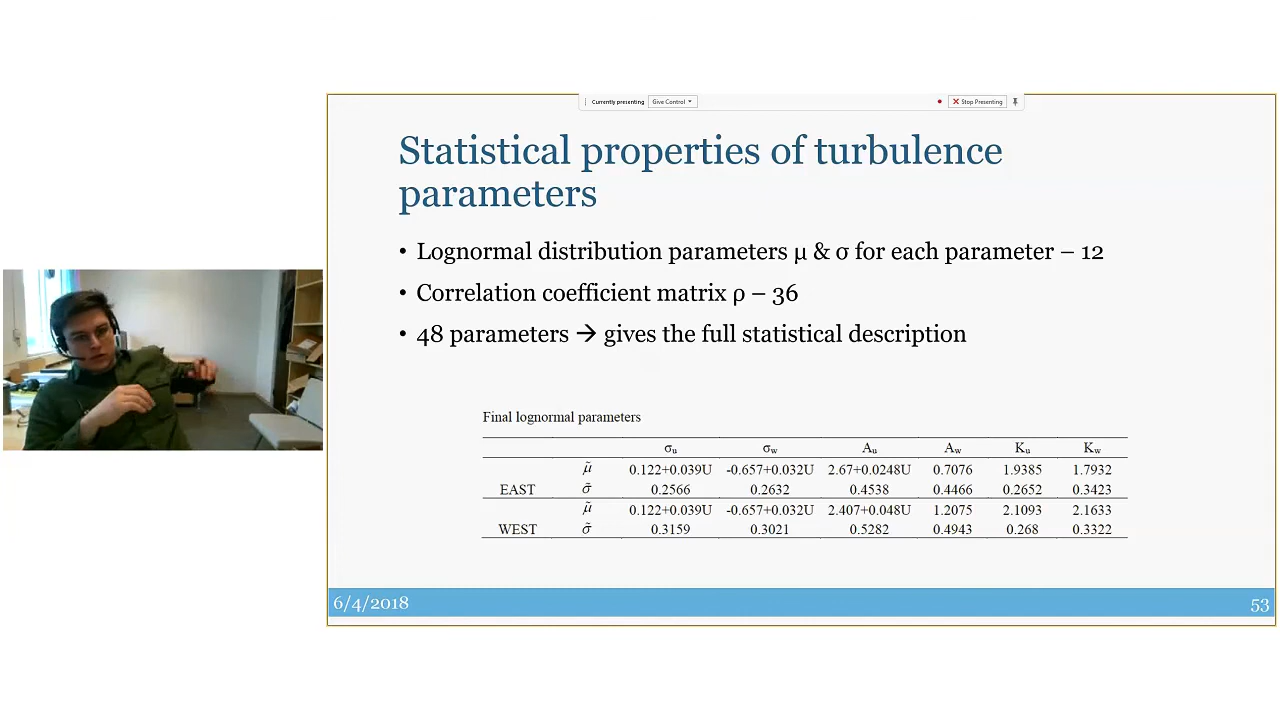 Currently presenting Give Control Stop Presenting
Statistical properties of turbulence
parameters
• Lognormal distribution parameters μ & σ for each parameter – 12
• Correlation coefficient matrix ρ – 36
• 48 parameters → gives the full statistical description
Final lognormal parameters
σu σw Au Aw Ku Kw
μ̃ 0.122+0.039U -0.657+0.032U 2.67+0.0248U 0.7076 1.9385 1.7932
EAST σ̃ 0.2566 0.2632 0.4538 0.4466 0.2652 0.3423
μ̃ 0.122+0.039U -0.657+0.032U 2.407+0.048U 1.2075 2.1093 2.1633
WEST σ̃ 0.3159 0.3021 0.5282 0.4943 0.268 0.3322
6/4/2018 53